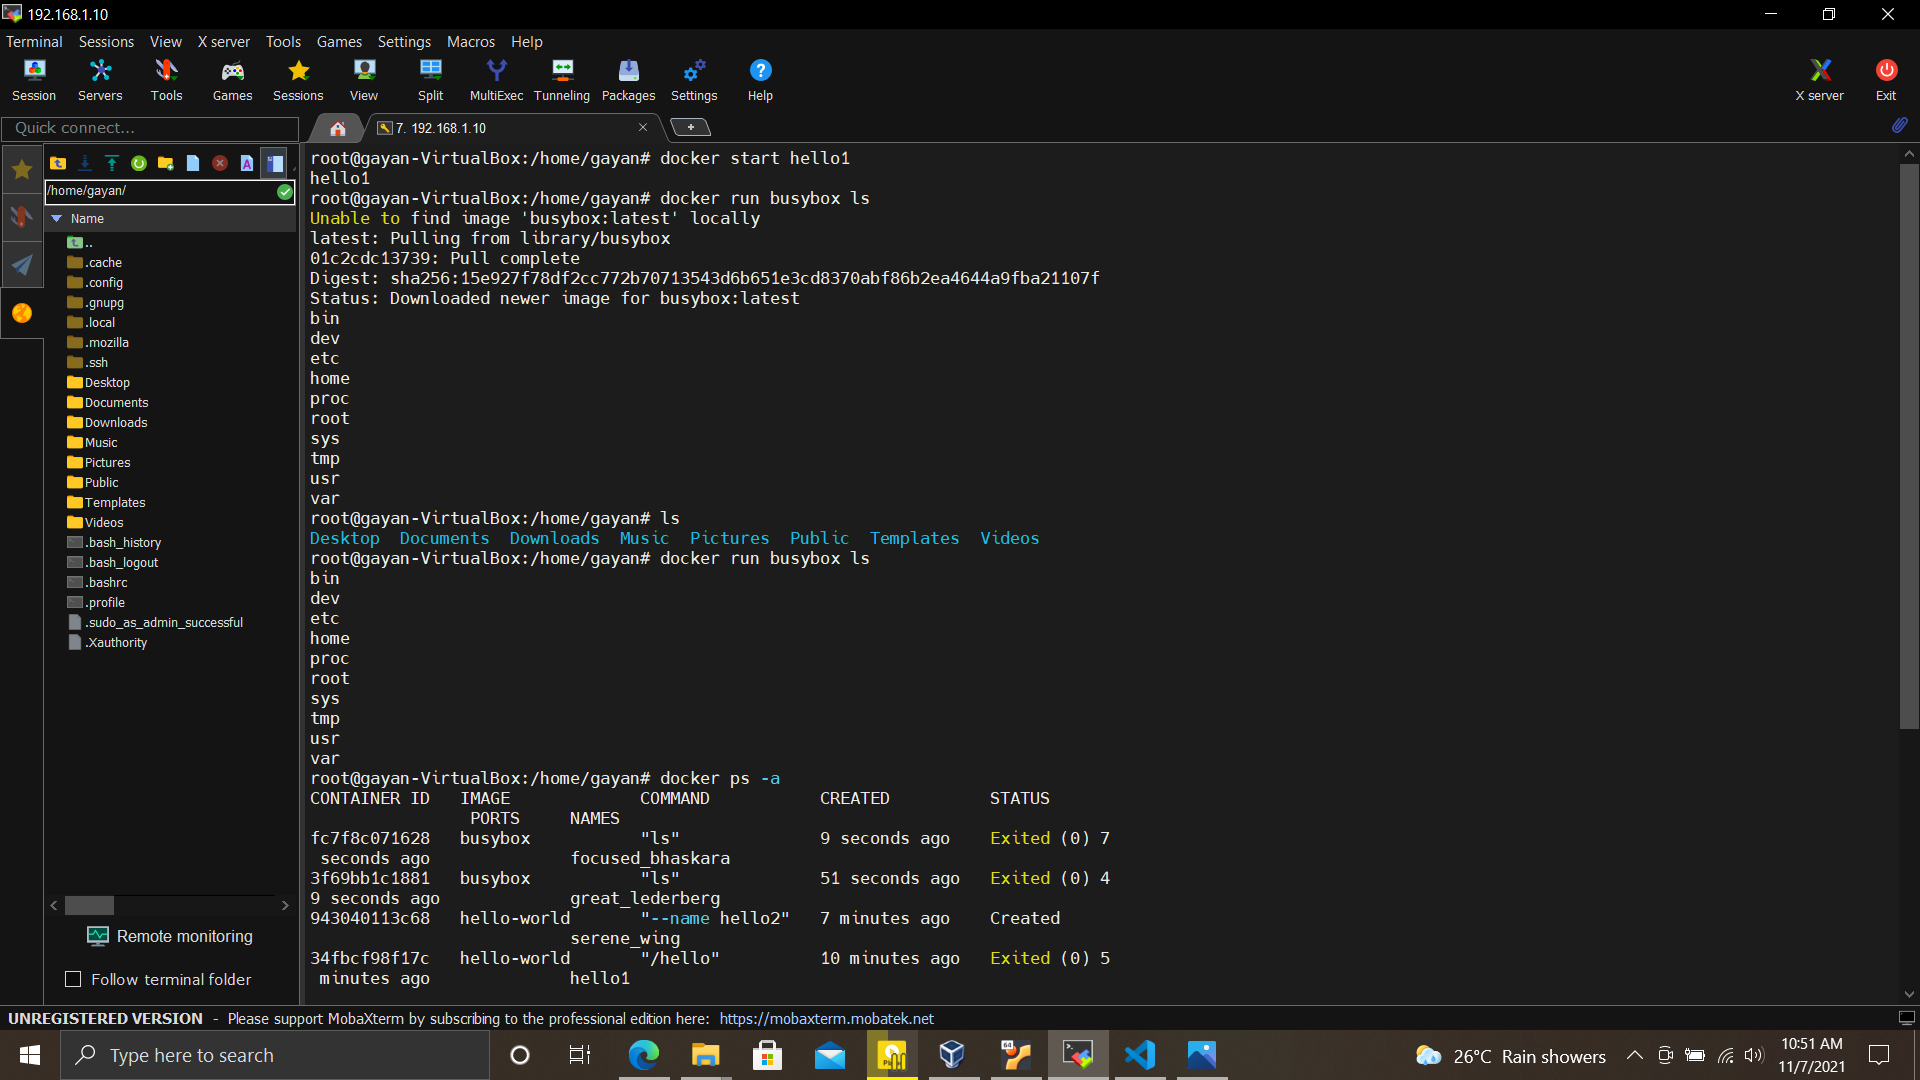 192.168.1.10
Terminal Sessions View X server Tools Games Settings Macros Help
Session Servers Tools Games Sessions View Split MultiExec Tunneling Packages Settings Help X server Exit
Quick connect...
7. 192.168.1.10
/home/gayan/
Name
..
.cache
.config
.gnupg
.local
.mozilla
.ssh
Desktop
Documents
Downloads
Music
Pictures
Public
Templates
Videos
.bash_history
.bash_logout
.bashrc
.profile
.sudo_as_admin_successful
.Xauthority
Remote monitoring
Follow terminal folder
root@gayan-VirtualBox:/home/gayan# docker start hello1
hello1
root@gayan-VirtualBox:/home/gayan# docker run busybox ls
Unable to find image 'busybox:latest' locally
latest: Pulling from library/busybox
01c2cdc13739: Pull complete
Digest: sha256:15e927f78df2cc772b70713543d6b651e3cd8370abf86b2ea4644a9fba21107f
Status: Downloaded newer image for busybox:latest
bin
dev
etc
home
proc
root
sys
tmp
usr
var
root@gayan-VirtualBox:/home/gayan# ls
Desktop Documents Downloads Music Pictures Public Templates Videos
root@gayan-VirtualBox:/home/gayan# docker run busybox ls
bin
dev
etc
home
proc
root
sys
tmp
usr
var
root@gayan-VirtualBox:/home/gayan# docker ps -a
CONTAINER ID IMAGE COMMAND CREATED STATUS
PORTS NAMES
fc7f8c071628 busybox "ls" 9 seconds ago Exited (0) 7
seconds ago focused_bhaskara
3f69bb1c1881 busybox "ls" 51 seconds ago Exited (0) 4
9 seconds ago great_lederberg
943040113c68 hello-world "--name hello2" 7 minutes ago Created
serene_wing
34fbcf98f17c hello-world "/hello" 10 minutes ago Exited (0) 5
minutes ago hello1
UNREGISTERED VERSION - Please support MobaXterm by subscribing to the professional edition here: https://mobaxterm.mobatek.net
Type here to search
64
26°C Rain showers
10:51 AM
11/7/2021